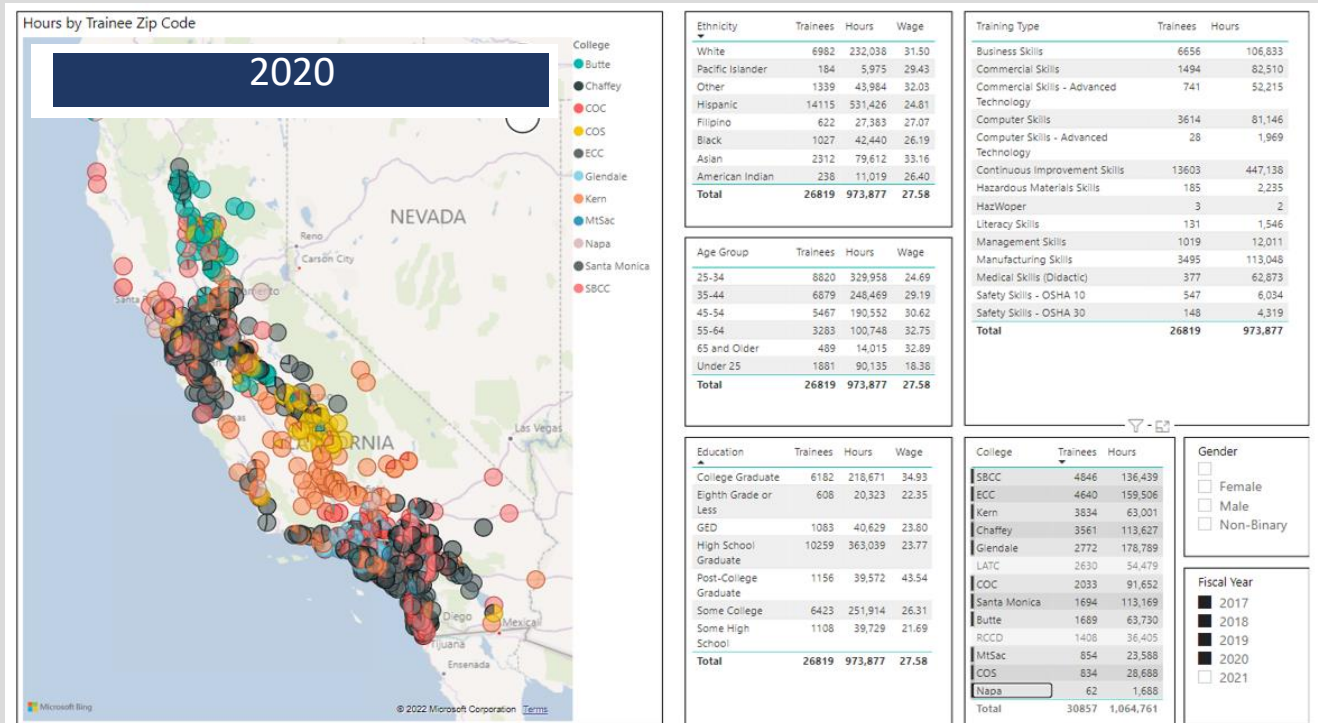 Hours by Trainee Zip Code
2020
College
Butte
Chaffey
COC
COS
ECC
Glendale
Kern
MtSac
Napa
Santa Monica
SBCC
NEVADA
Reno
Carson City
Las Vegas
Diego
Mexicali
Tijuana
Ensenada
Microsoft Bing
© 2022 Microsoft Corporation Terms
Ethnicity Trainees Hours Wage
White 6982 232,038 31.50
Pacific Islander 184 5,975 29.43
Other 1339 43,984 32.03
Hispanic 14115 531,426 24.81
Filipino 622 27,383 27.07
Black 1027 42,440 26.19
Asian 2312 79,612 33.16
American Indian 238 11,019 26.40
Total 26819 973,877 27.58
Age Group Trainees Hours Wage
25-34 8820 329,958 24.69
35-44 6879 248,469 29.19
45-54 5467 190,552 30.62
55-64 3283 100,748 32.75
65 and Older 489 14,015 32.89
Under 25 1881 90,135 18.38
Total 26819 973,877 27.58
Education Trainees Hours Wage
College Graduate 6182 218,671 34.93
Eighth Grade or 608 20,323 22.35
Less
GED 1083 40,629 23.80
High School 10259 363,039 23.77
Graduate
Post-College 1156 39,572 43.54
Graduate
Some College 6423 251,914 26.31
Some High 1108 39,729 21.69
School
Total 26819 973,877 27.58
Training Type Trainees Hours
Business Skills 6656 106,833
Commercial Skills 1494 82,510
Commercial Skills - Advanced 741 52,215
Technology
Computer Skills 3614 81,146
Computer Skills - Advanced 28 1,969
Technology
Continuous Improvement Skills 13603 447,138
Hazardous Materials Skills 185 2,235
HazWoper 3 2
Literacy Skills 131 1,546
Management Skills 1019 12,011
Manufacturing Skills 3495 113,048
Medical Skills (Didactic) 377 62,873
Safety Skills - OSHA 10 547 6,034
Safety Skills - OSHA 30 148 4,319
Total 26819 973,877
College Trainees Hours
SBCC 4846 136,439
ECC 4640 159,506
Kern 3834 63,001
Chaffey 3561 113,627
Glendale 2772 178,789
LATC 2630 54,479
COC 2033 91,652
Santa Monica 1694 113,169
Butte 1689 63,730
RCCD 1408 36,405
MtSac 854 23,588
COS 834 28,688
Napa 62 1,688
Total 30857 1,064,761
Gender
Female
Male
Non-Binary
Fiscal Year
2017
2018
2019
2020
2021